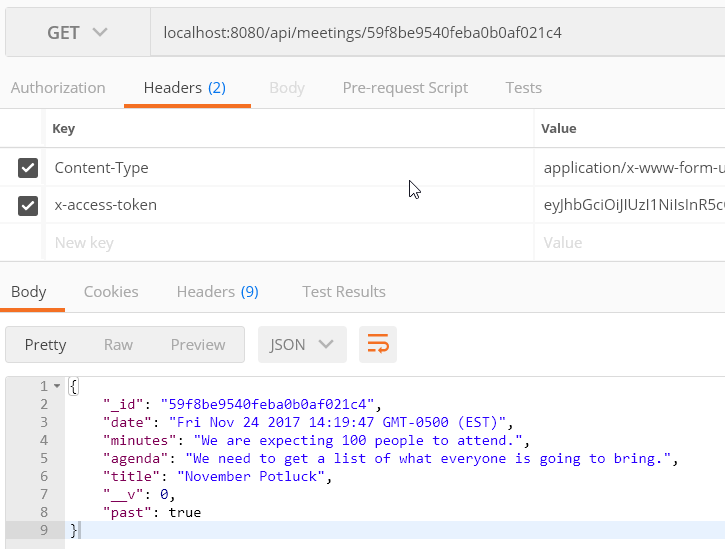 GET localhost:8080/api/meetings/59f8be9540feba0b0af021c4
Authorization Headers (2) Body Pre-request Script Tests
Key Value
Content-Type application/x-www-form-u
x-access-token eyJhbGciOiJIUzI1NiIsInR5c
New key Value
Body Cookies Headers (9) Test Results
Pretty Raw Preview JSON
1 {
2 "_id": "59f8be9540feba0b0af021c4",
3 "date": "Fri Nov 24 2017 14:19:47 GMT-0500 (EST)",
4 "minutes": "We are expecting 100 people to attend.",
5 "agenda": "We need to get a list of what everyone is going to bring.",
6 "title": "November Potluck",
7 "__v": 0,
8 "past": true
9 }